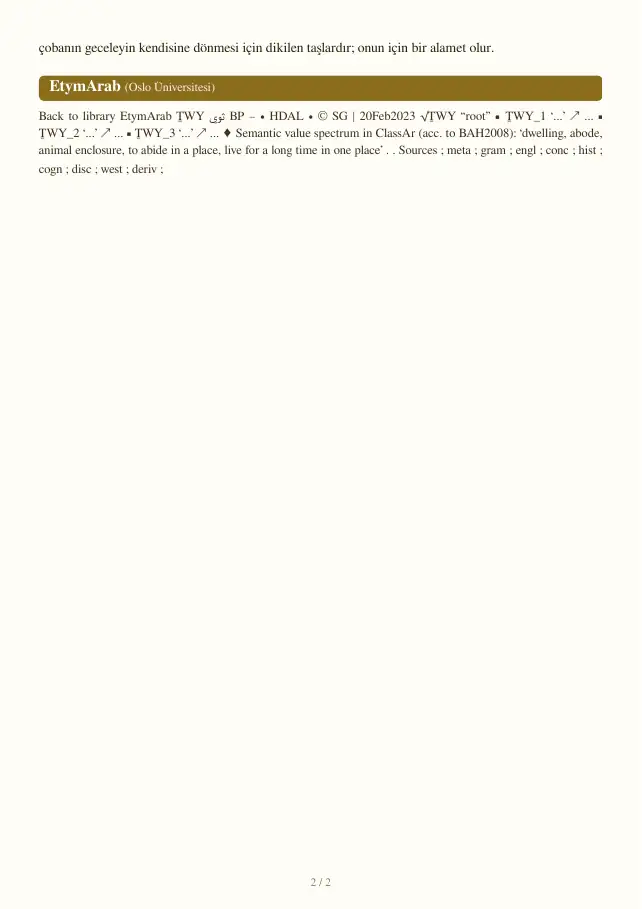 çobanın geceleyin kendisine dönmesi için dikilen taşlardır; onun için bir alamet olur.
EtymArab (Oslo Üniversitesi)
Back to library EtymArab ṮWY ثوى BP – • HDAL • © SG | 20Feb2023 √ṮWY “root” ▪ ṮWY_1 ‘...’ ↗ ... ▪
ṮWY_2 ‘...’ ↗ ... ▪ ṮWY_3 ‘...’ ↗ ... ♦ Semantic value spectrum in ClassAr (acc. to BAH2008): ‘dwelling, abode,
animal enclosure, to abide in a place, live for a long time in one place’ . . Sources ; meta ; gram ; engl ; conc ; hist ;
cogn ; disc ; west ; deriv ;
2 / 2